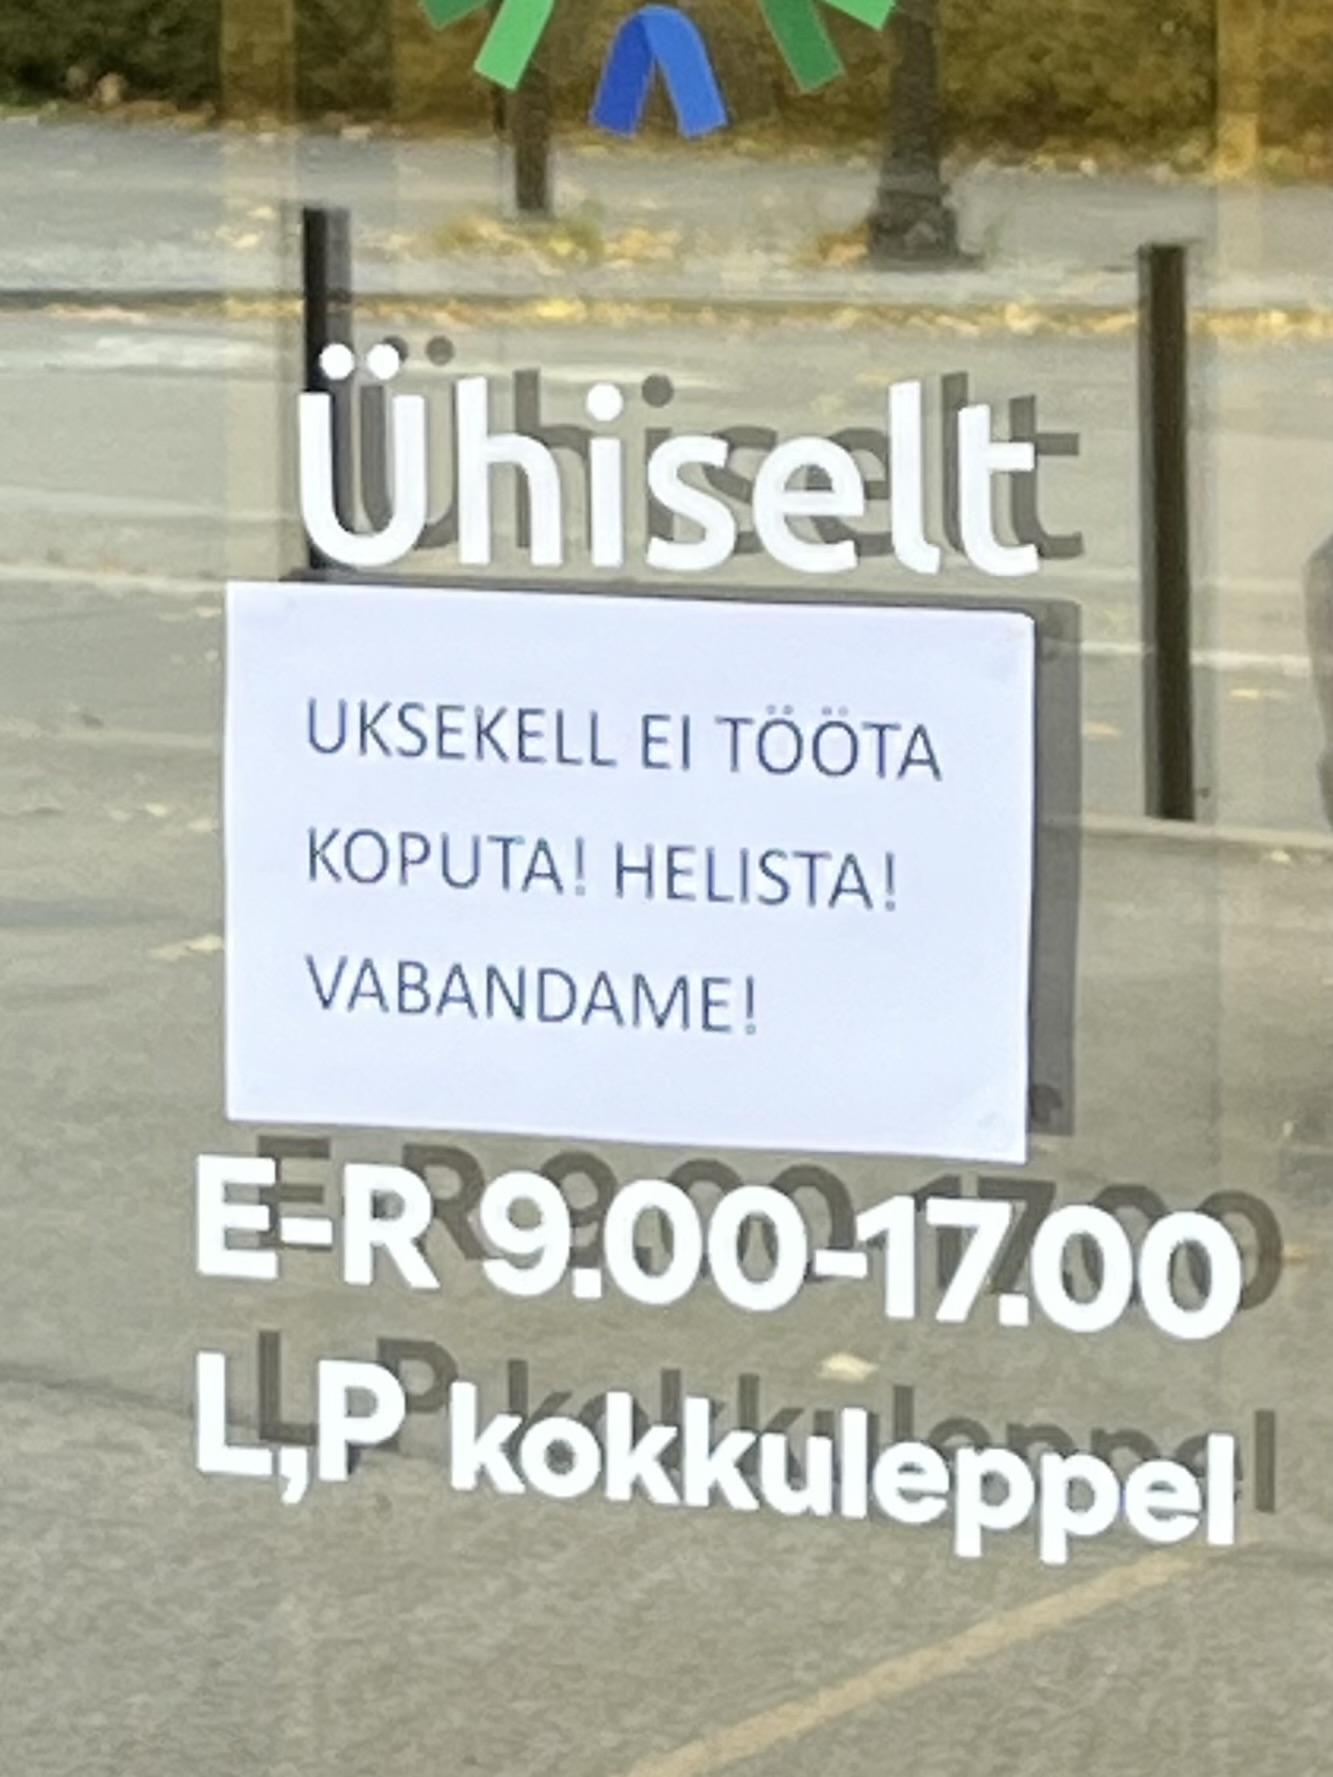 Ühiselt
UKSEKELL EI TÖÖTA
KOPUTA! HELISTA!
VABANDAME!
E-R 9.00-17.00
L,P kokkuleppel